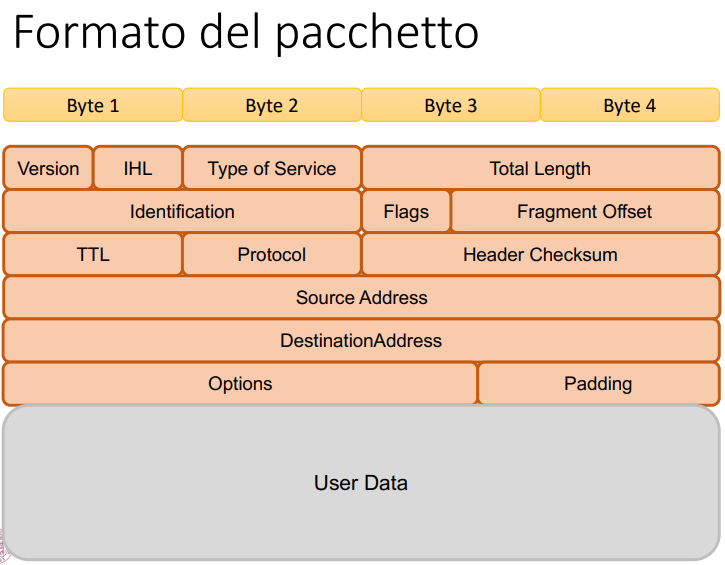 Formato del pacchetto
Byte 1 Byte 2 Byte 3 Byte 4
Version IHL Type of Service Total Length
Identification Flags Fragment Offset
TTL Protocol Header Checksum
Source Address
DestinationAddress
Options Padding
User Data